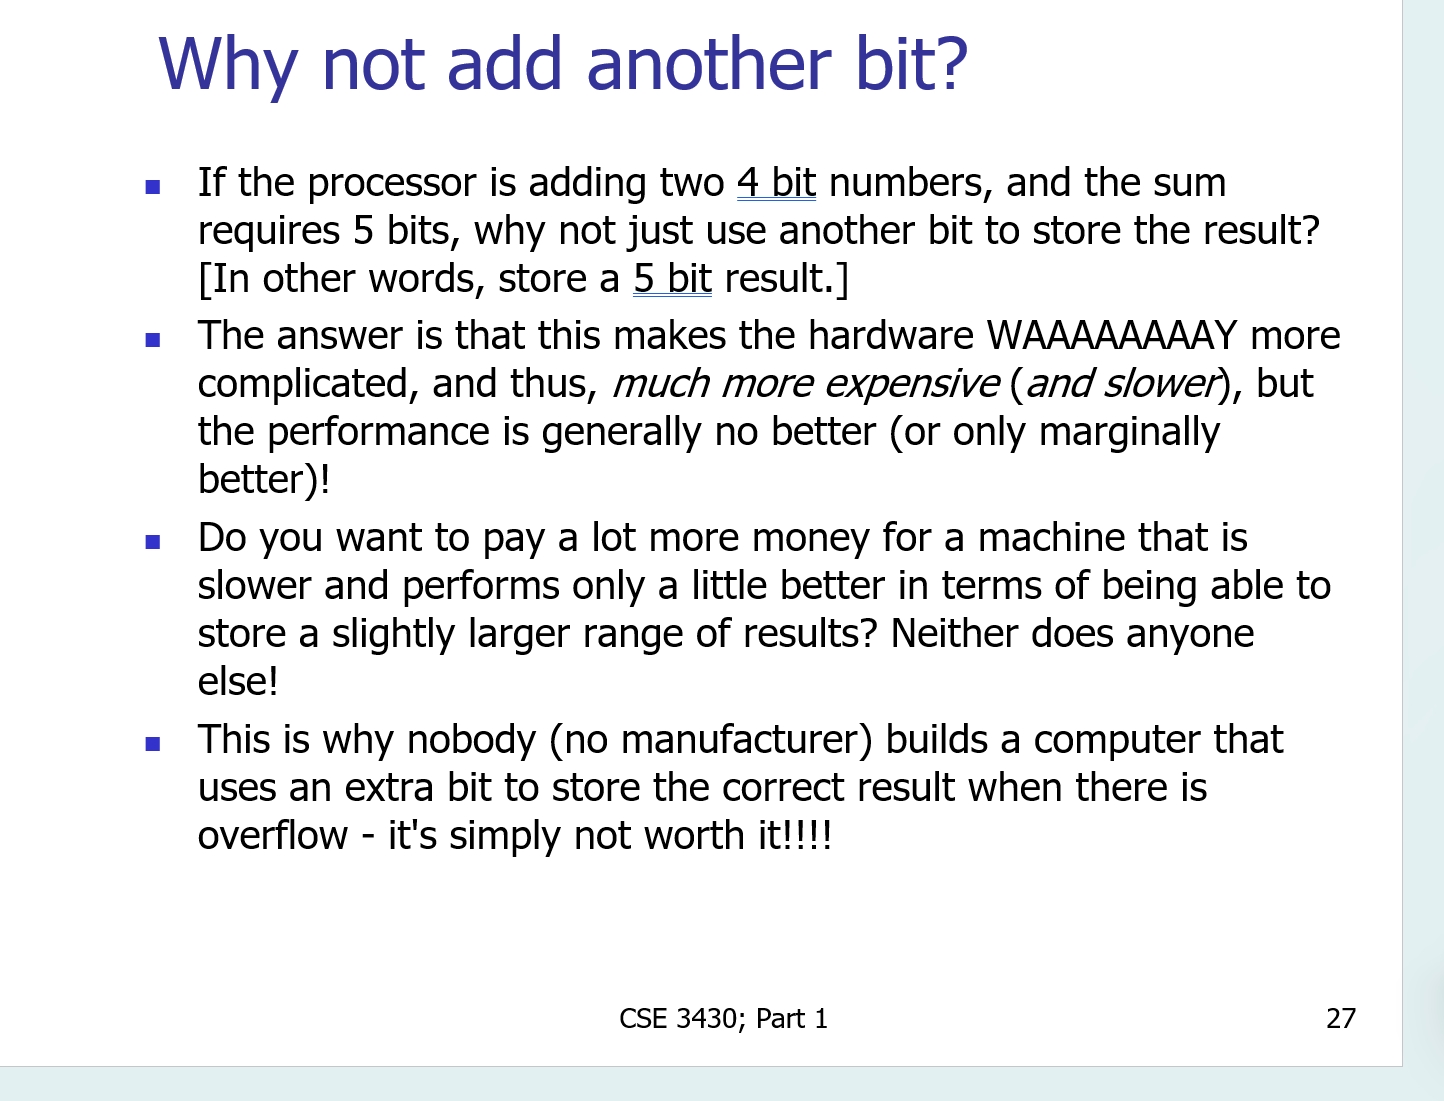 Why not add another bit?
If the processor is adding two 4 bit numbers, and the sum
requires 5 bits, why not just use another bit to store the result?
[In other words, store a 5 bit result.]
The answer is that this makes the hardware WAAAAAAAAY more
complicated, and thus, much more expensive (and slower), but
the performance is generally no better (or only marginally
better)!
Do you want to pay a lot more money for a machine that is
slower and performs only a little better in terms of being able to
store a slightly larger range of results? Neither does anyone
else!
This is why nobody (no manufacturer) builds a computer that
uses an extra bit to store the correct result when there is
overflow - it's simply not worth it!!!!
CSE 3430; Part 1
27